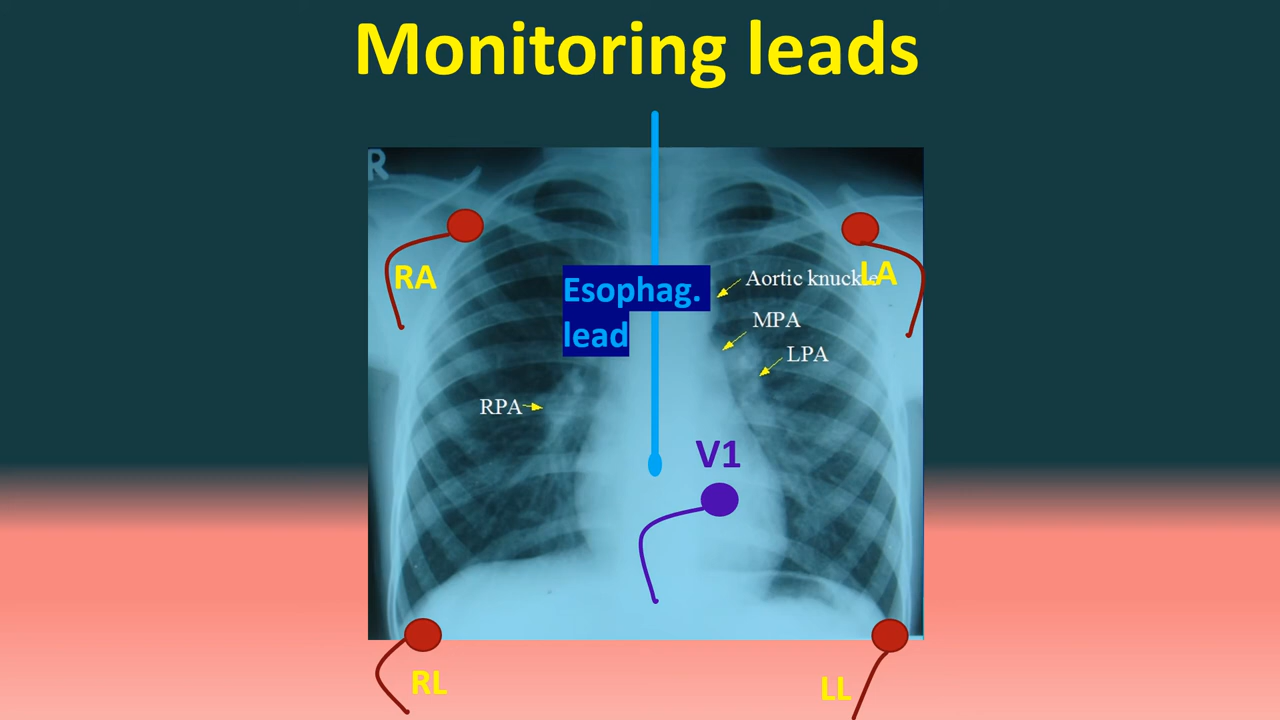 Monitoring leads
R
RA
LA
Esophag.
lead
Aortic knuckle
MPA
LPA
RPA
V1
RL
LL